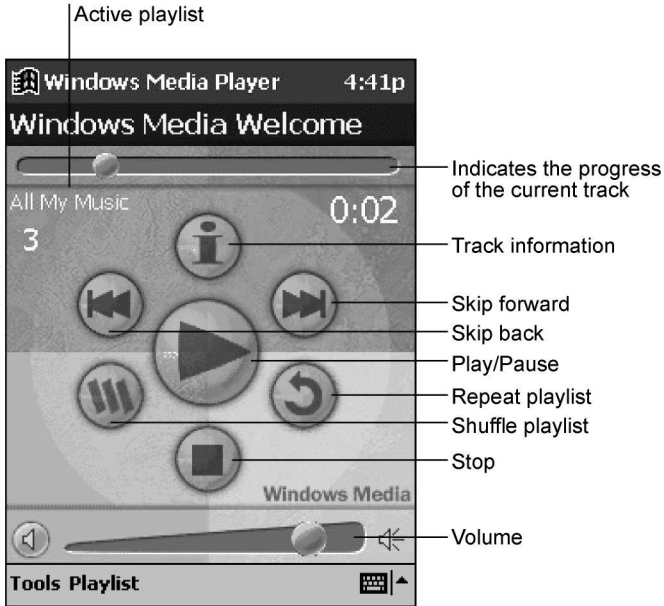 Active playlist
Windows Media Player 4:41p
Windows Media Welcome
Indicates the progress
of the current track
All My Music
0:02
3
Track information
Skip forward
Skip back
Play/Pause
Repeat playlist
Shuffle playlist
Stop
Windows Media
Volume
Tools Playlist